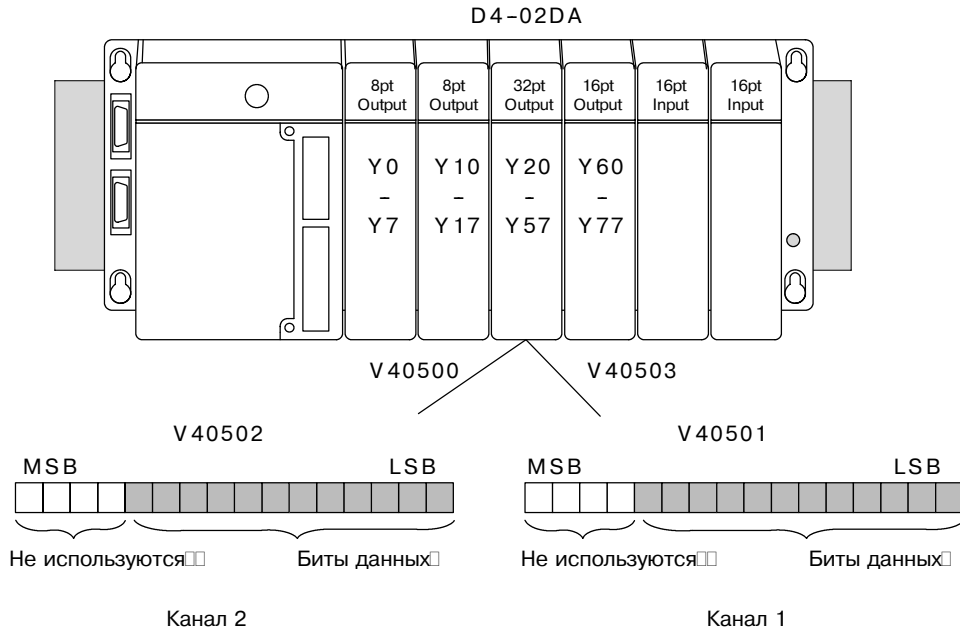 D4-02DA
8pt Output
8pt Output
32pt Output
16pt Output
16pt Input
16pt Input
Y0 - Y7
Y10 - Y17
Y20 - Y57
Y60 - Y77
V40500
V40503
V40502
V40501
MSB LSB
MSB LSB
Не используются
Биты данных
Не используются
Биты данных
Канал 2
Канал 1